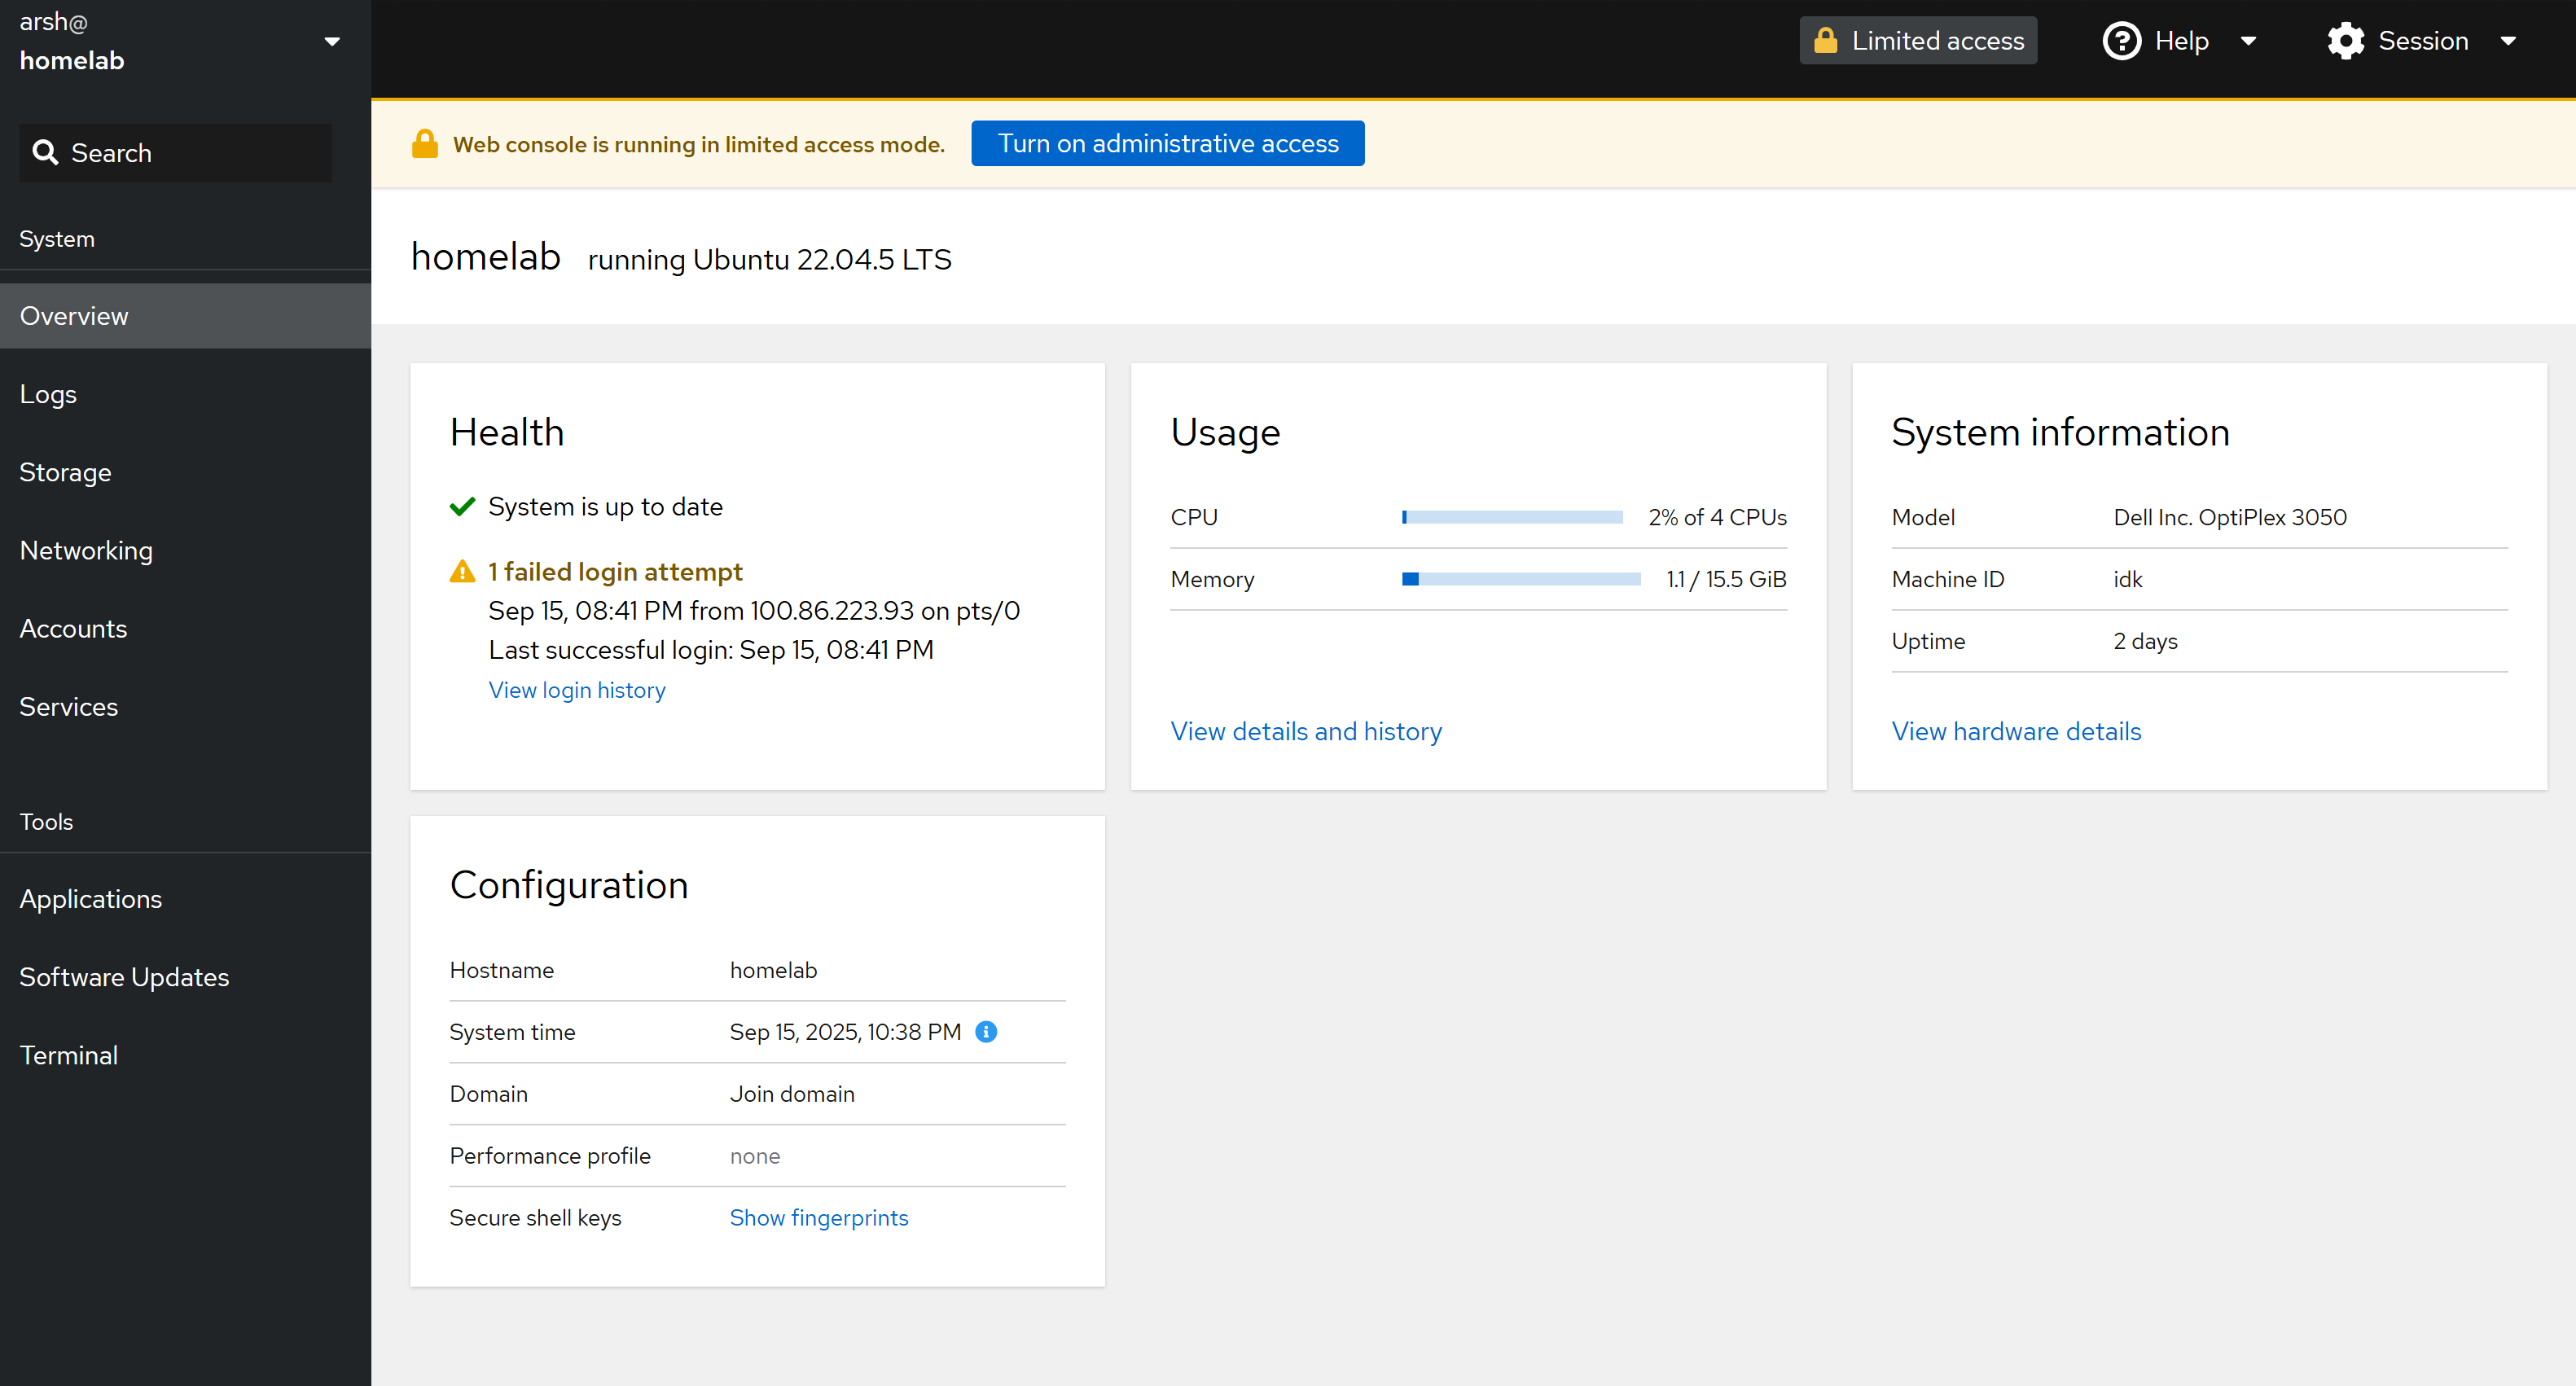 arsh@
homelab
Search
System
Overview
Logs
Storage
Networking
Accounts
Services
Tools
Applications
Software Updates
Terminal
Limited access
Help
Session
Web console is running in limited access mode.
Turn on administrative access
homelab running Ubuntu 22.04.5 LTS
Health
System is up to date
1 failed login attempt
Sep 15, 08:41 PM from 100.86.223.93 on pts/0
Last successful login: Sep 15, 08:41 PM
View login history
Usage
CPU 2% of 4 CPUs
Memory 1.1 / 15.5 GiB
View details and history
System information
Model Dell Inc. OptiPlex 3050
Machine ID idk
Uptime 2 days
View hardware details
Configuration
Hostname homelab
System time Sep 15, 2025, 10:38 PM
Domain Join domain
Performance profile none
Secure shell keys Show fingerprints